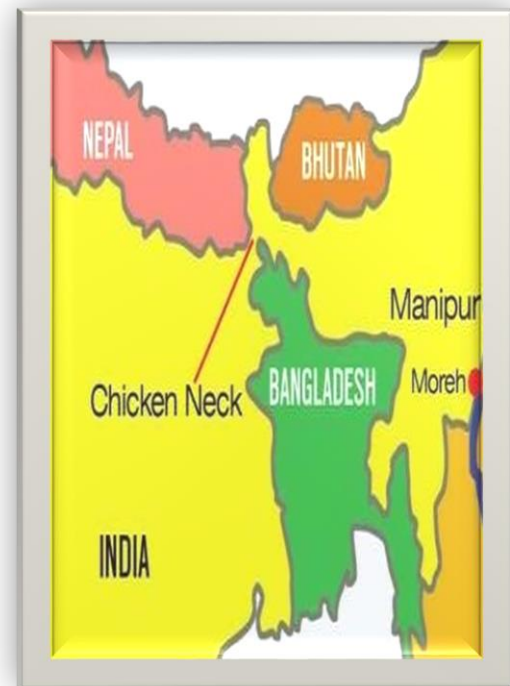 NEPAL
BHUTAN
Manipur
Moreh
BANGLADESH
Chicken Neck
INDIA